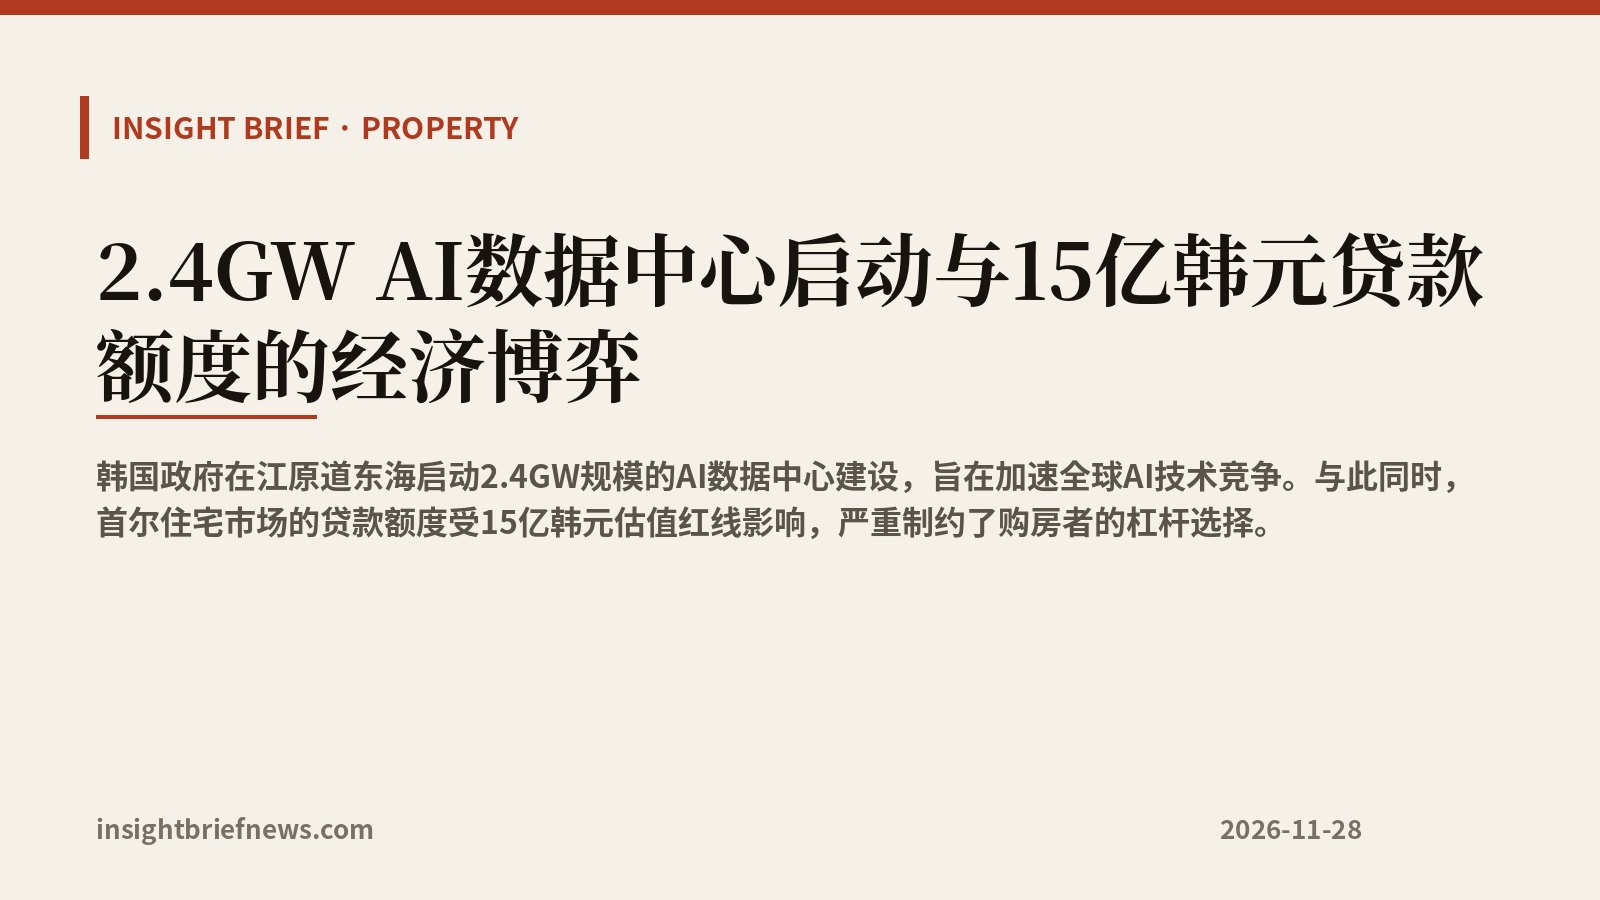 INSIGHT BRIEF · PROPERTY
2.4GW AI数据中心启动与15亿韩元贷款
额度的经济博弈
韩国政府在江原道东海启动2.4GW规模的AI数据中心建设，旨在加速全球AI技术竞争。与此同时，
首尔住宅市场的贷款额度受15亿韩元估值红线影响，严重制约了购房者的杠杆选择。
insightbriefnews.com
2026-11-28